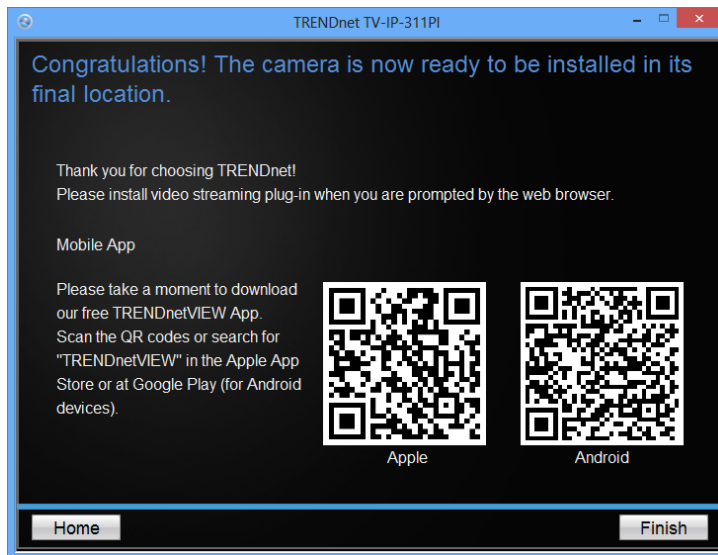 TRENDnet TV-IP-311PI
Congratulations! The camera is now ready to be installed in its
final location.
Thank you for choosing TRENDnet!
Please install video streaming plug-in when you are prompted by the web browser.
Mobile App
Please take a moment to download
our free TRENDnetVIEW App.
Scan the QR codes or search for
"TRENDnetVIEW" in the Apple App
Store or at Google Play (for Android
devices).
Apple
Android
Home
Finish